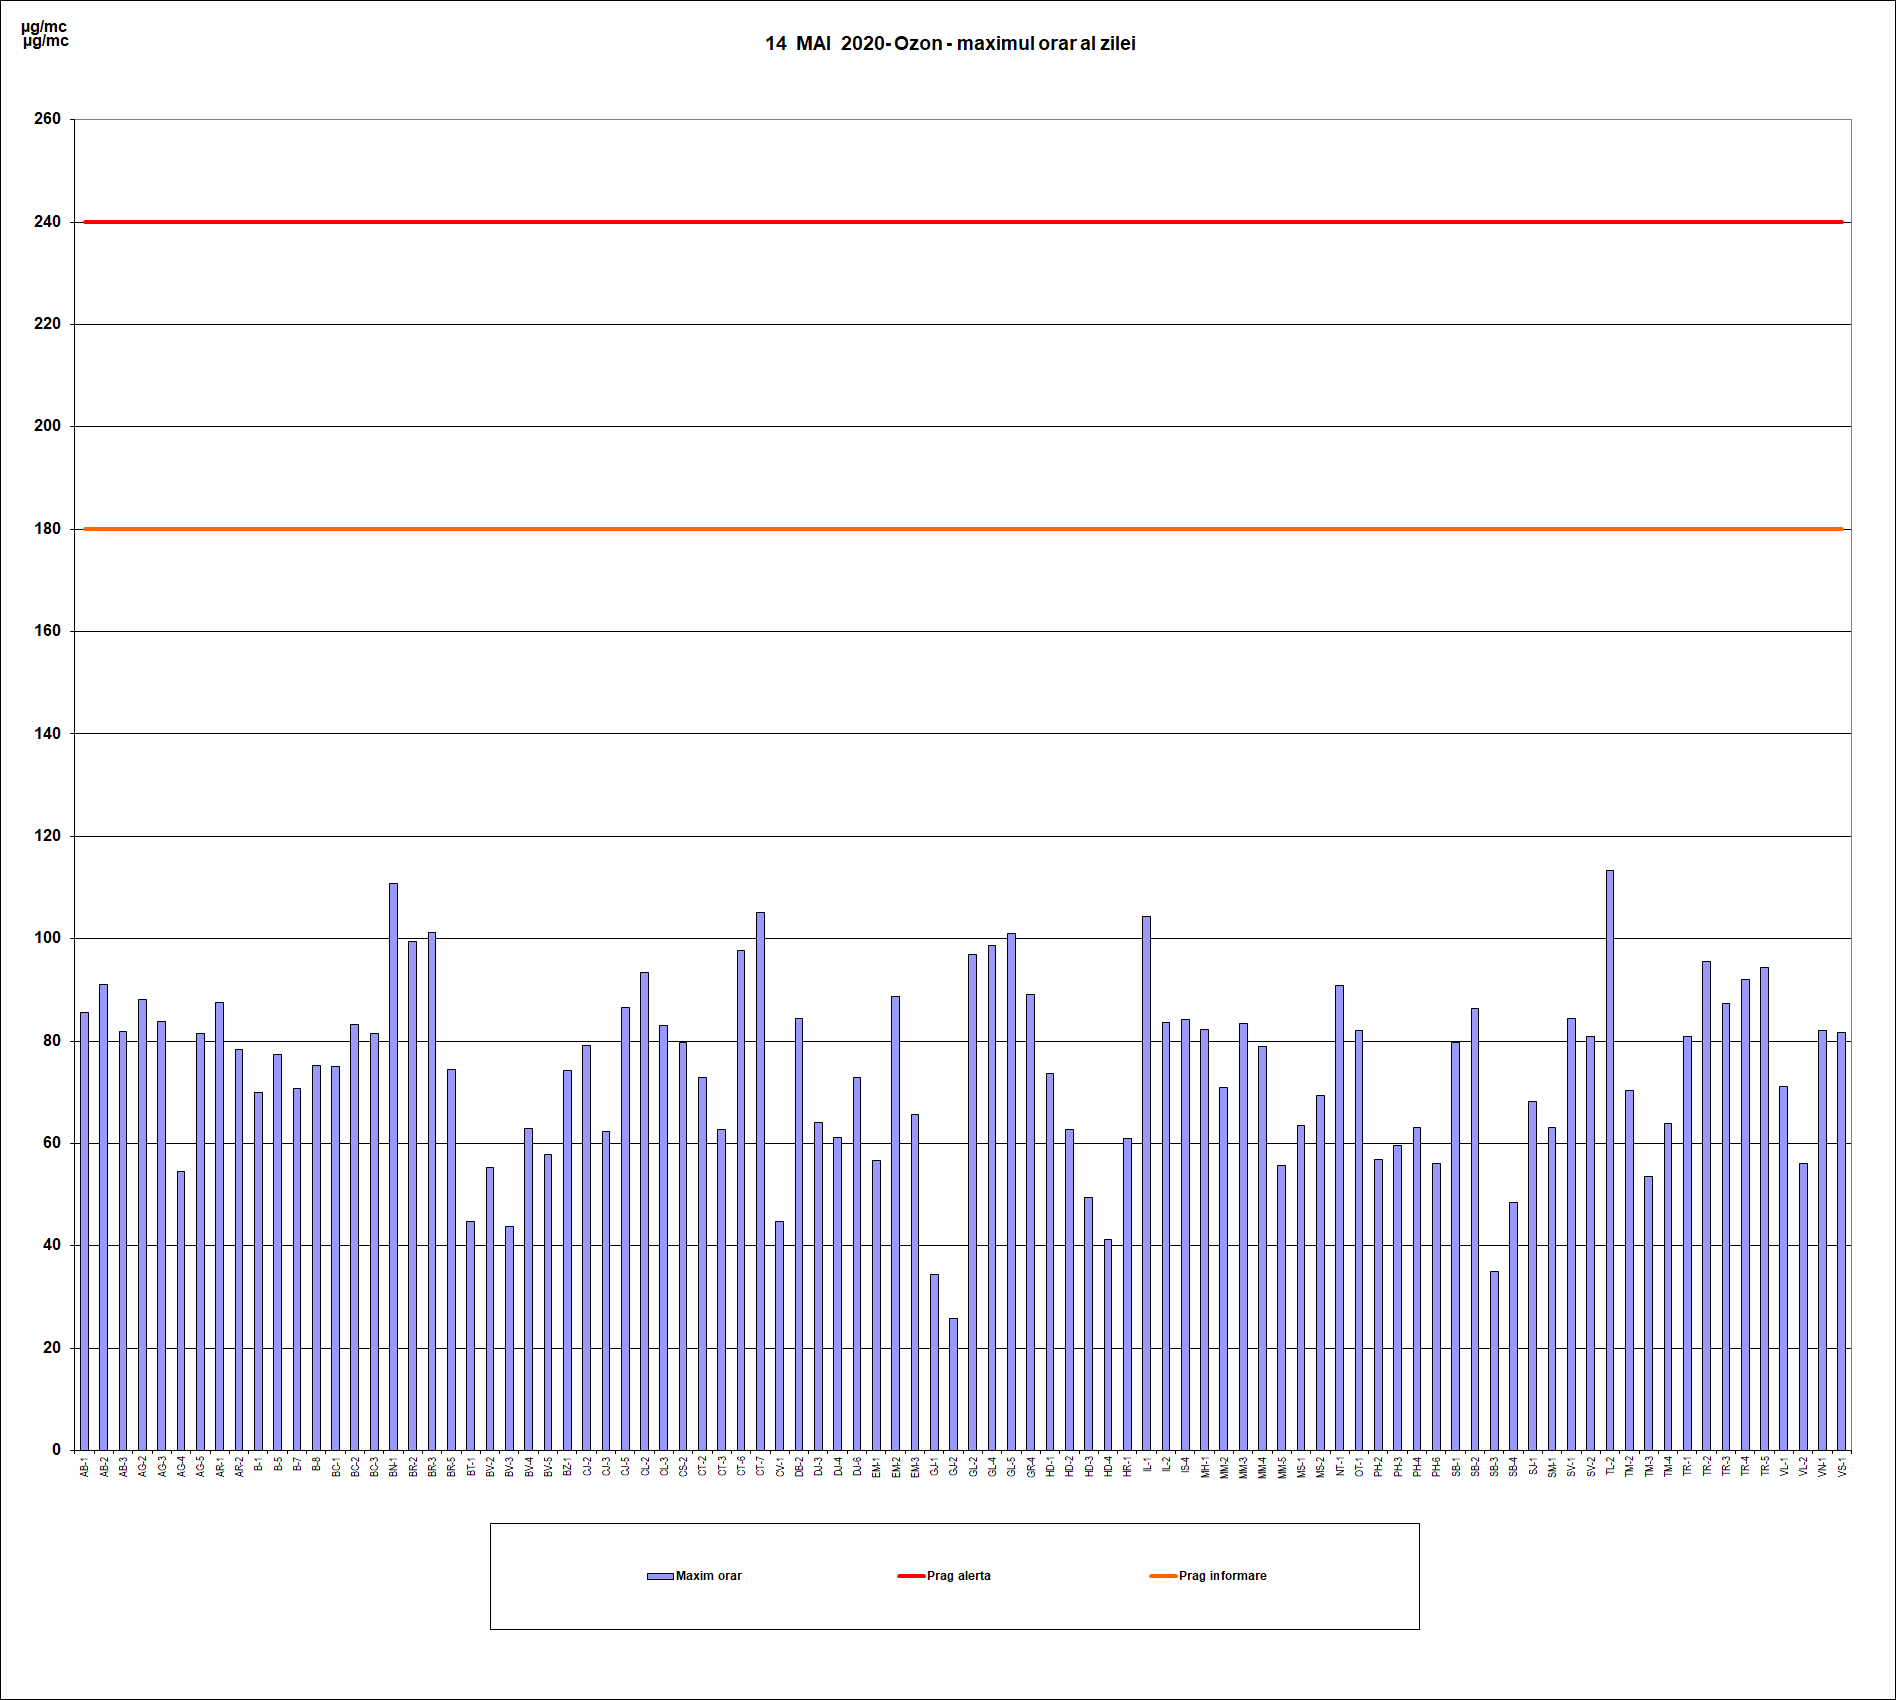 µg/mc
µg/mc
14 MAI 2020- Ozon - maximul orar al zilei
260
240
220
200
180
160
140
120
100
80
60
40
20
0
AB-1 AB-2 AB-3 AG-2 AG-3 AG-4 AG-5 AR-1 AR-2 B-1 B-5 B-7 B-8 BC-1 BC-2 BC-3 BN-1 BR-2 BR-3 BR-5 BT-1 BV-2 BV-3 BV-4 BV-5 BZ-1 CJ-2 CJ-3 CJ-5 CL-2 CL-3 CS-2 CT-2 CT-3 CT-6 CT-7 CV-1 DB-2 DJ-3 DJ-4 DJ-6 EM-1 EM-2 EM-3 GJ-1 GJ-2 GL-2 GL-4 GL-5 GR-4 HD-1 HD-2 HD-3 HD-4 HR-1 IL-1 IL-2 IS-4 MH-1 MM-2 MM-3 MM-4 MM-5 MS-1 MS-2 NT-1 OT-1 PH-2 PH-3 PH-4 PH-6 SB-1 SB-2 SB-3 SB-4 SJ-1 SM-1 SV-1 SV-2 TL-2 TM-2 TM-3 TM-4 TR-1 TR-2 TR-3 TR-4 TR-5 VL-1 VL-2 VN-1 VS-1
Maxim orar Prag alerta Prag informare